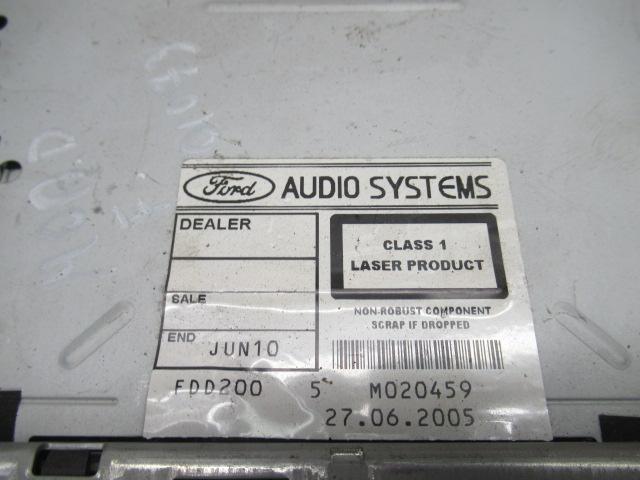 Ford AUDIO SYSTEMS
DEALER
CLASS 1
LASER PRODUCT
SALE
NON-ROBUST COMPONENT
SCRAP IF DROPPED
END JUN10
FDD200 5 M020459
27.06.2005